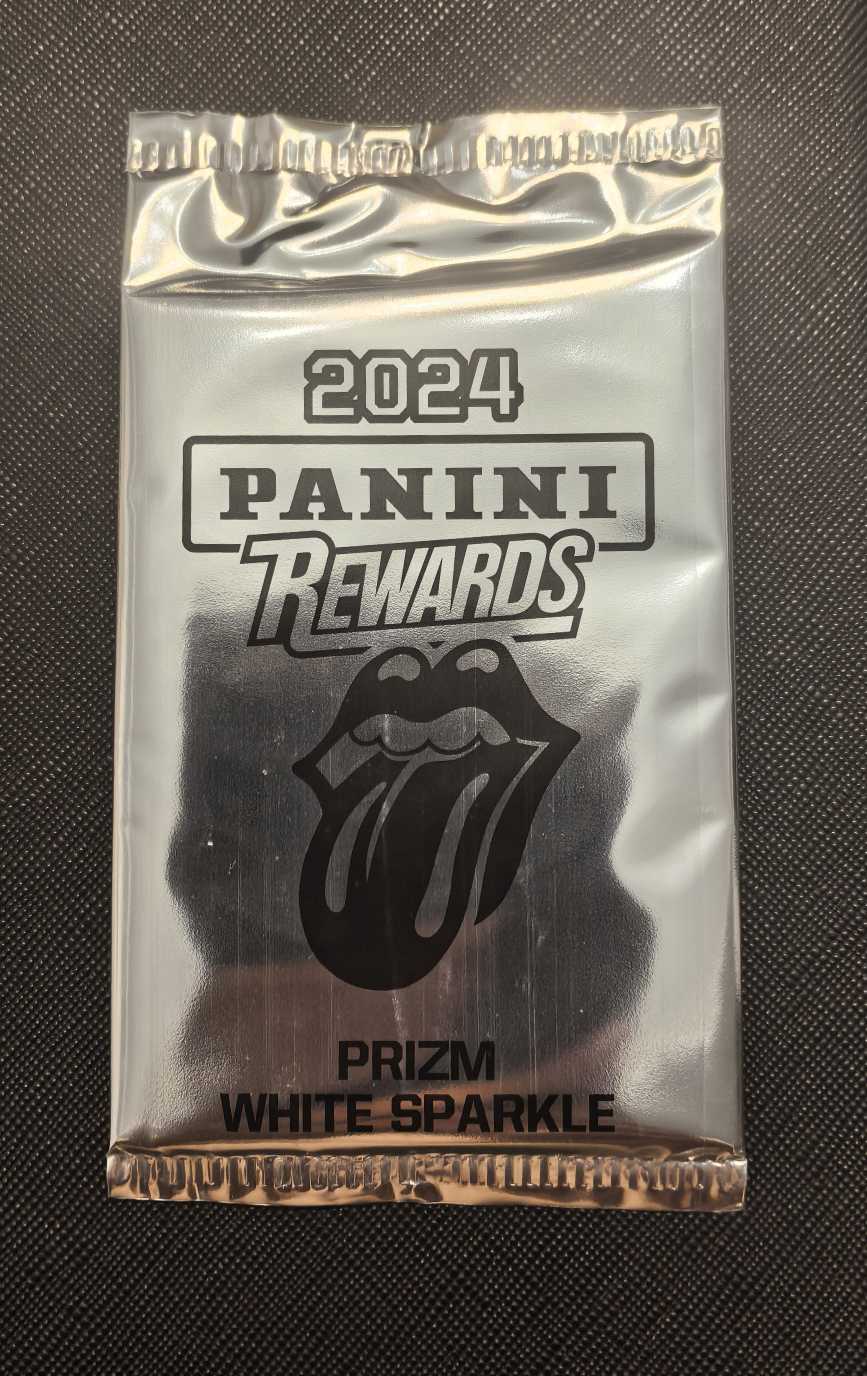 2024
PANINI
REWARDS
PRIZM
WHITE SPARKLE